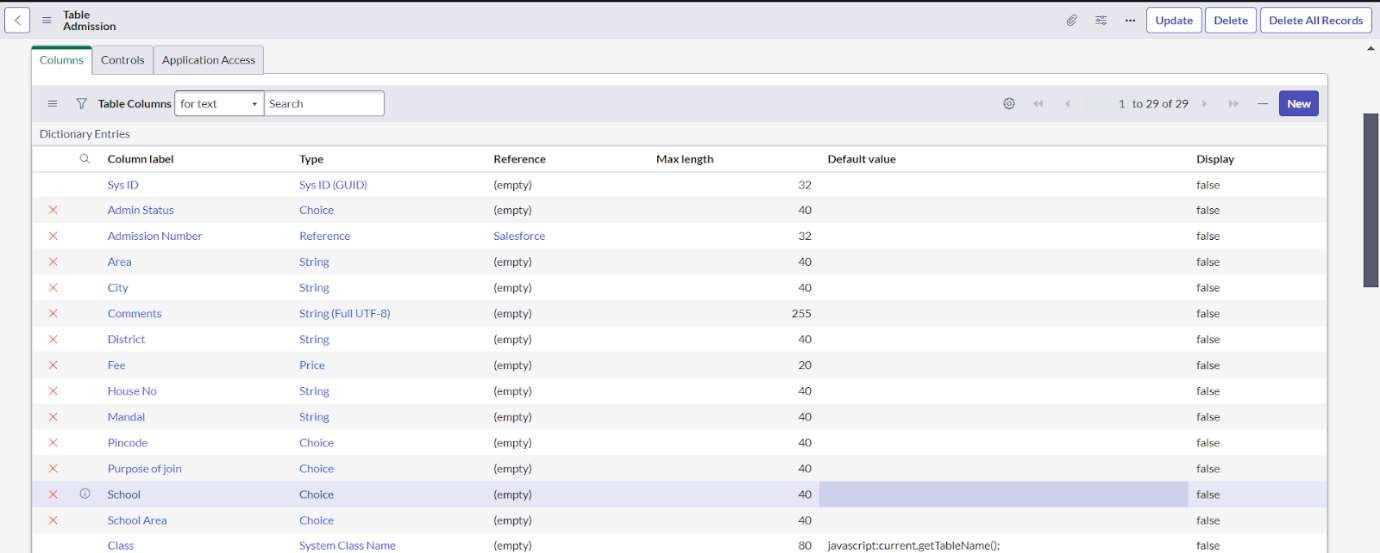 Table
Admission
Update Delete Delete All Records
Columns Controls Application Access
Table Columns for text Search 1 to 29 of 29 New
Dictionary Entries
Column label Type Reference Max length Default value Display
Sys ID Sys ID (GUID) (empty) 32 false
Admin Status Choice (empty) 40 false
Admission Number Reference Salesforce 32 false
Area String (empty) 40 false
City String (empty) 40 false
Comments String (Full UTF-8) (empty) 255 false
District String (empty) 40 false
Fee Price (empty) 20 false
House No String (empty) 40 false
Mandal String (empty) 40 false
Pincode Choice (empty) 40 false
Purpose of join Choice (empty) 40 false
School Choice (empty) 40 false
School Area Choice (empty) 40 false
Class System Class Name (empty) 80 javascript:current.getTableName(); false